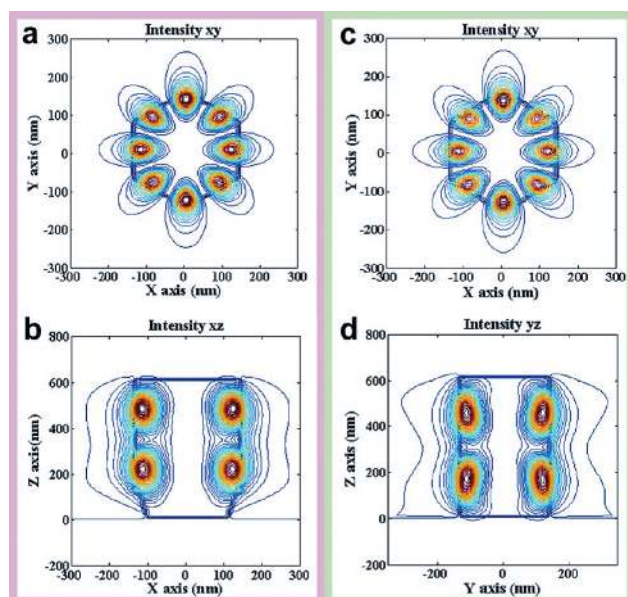 a
Intensity xy
300
200
100
0
-100
-200
-300
Y axis (nm)
-300 -200 -100 0 100 200 300
X axis (nm)
c
Intensity xy
300
200
100
0
-100
-200
-300
Y axis (nm)
-300 -200 -100 0 100 200 300
X axis (nm)
b
Intensity xz
800
600
400
200
0
-200
Z axis(nm)
-300 -200 -100 0 100 200 300
X axis (nm)
d
Intensity yz
800
600
400
200
0
-200
Z axis (nm)
-200 0 200
Y axis (nm)